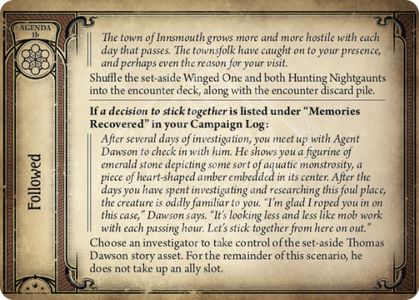 AGENDA
1b
Followed
The town of Innsmouth grows more and more hostile with each
day that passes. The townsfolk have caught on to your presence,
and perhaps even the reason for your visit.
Shuffle the set-aside Winged One and both Hunting Nightgaunts
into the encounter deck, along with the encounter discard pile.
If a decision to stick together is listed under “Memories
Recovered” in your Campaign Log:
After several days of investigation, you meet up with Agent
Dawson to check in with him. He shows you a figurine of
emerald stone depicting some sort of aquatic monstrosity, a
piece of heart-shaped amber embedded in its center. After the
days you have spent investigating and researching this foul place,
the creature is oddly familiar to you. “I’m glad I roped you in on
this case,” Dawson says. “It’s looking less and less like mob work
with each passing hour. Let’s stick together from here on out.”
Choose an investigator to take control of the set-aside Thomas
Dawson story asset. For the remainder of this scenario, he
does not take up an ally slot.